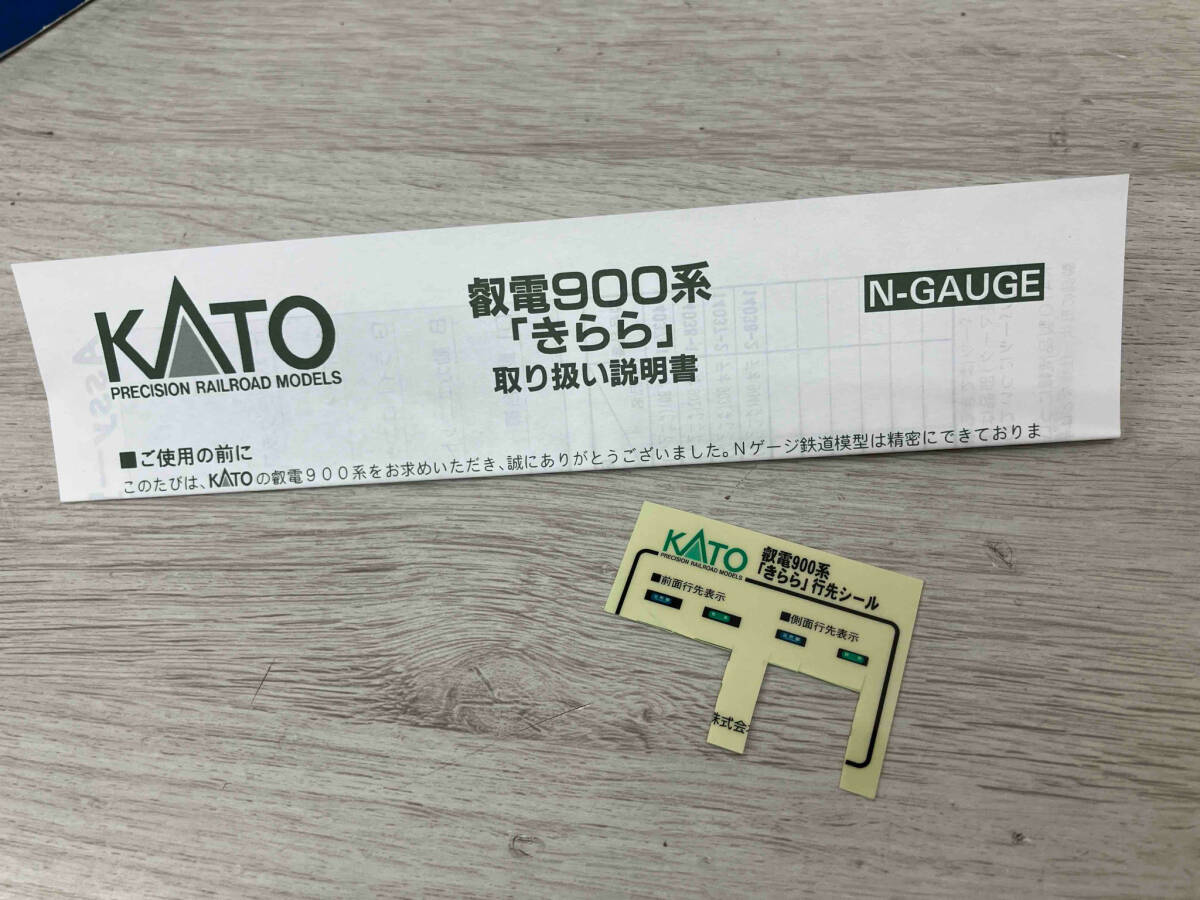 KATO
PRECISION RAILROAD MODELS
叡電900系
「きらら」
取り扱い説明書
N-GAUGE
■ご使用の前に
このたびは、KATOの叡電900系をお求めいただき、誠にありがとうございました。Nゲージ鉄道模型は精密にできておりま
KATO
PRECISION RAILROAD MODELS
叡電900系
「きらら」行先シール
■前面行先表示
■側面行先表示
株式会